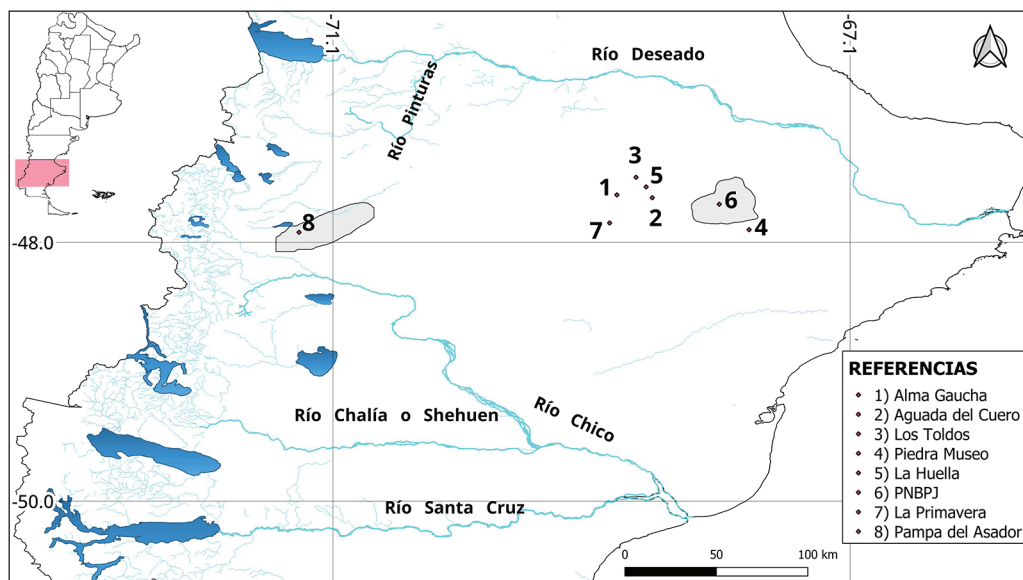 -71.1
-67.1
Río Deseado
Río Pinturas
3
5
1
6
2
7
4
8
-48.0
Río Chalía o Shehuen
Río Chico
-50.0
Río Santa Cruz
0 50 100 km
REFERENCIAS
1) Alma Gaucha
2) Aguada del Cuero
3) Los Toldos
4) Piedra Museo
5) La Huella
6) PNBPJ
7) La Primavera
8) Pampa del Asador